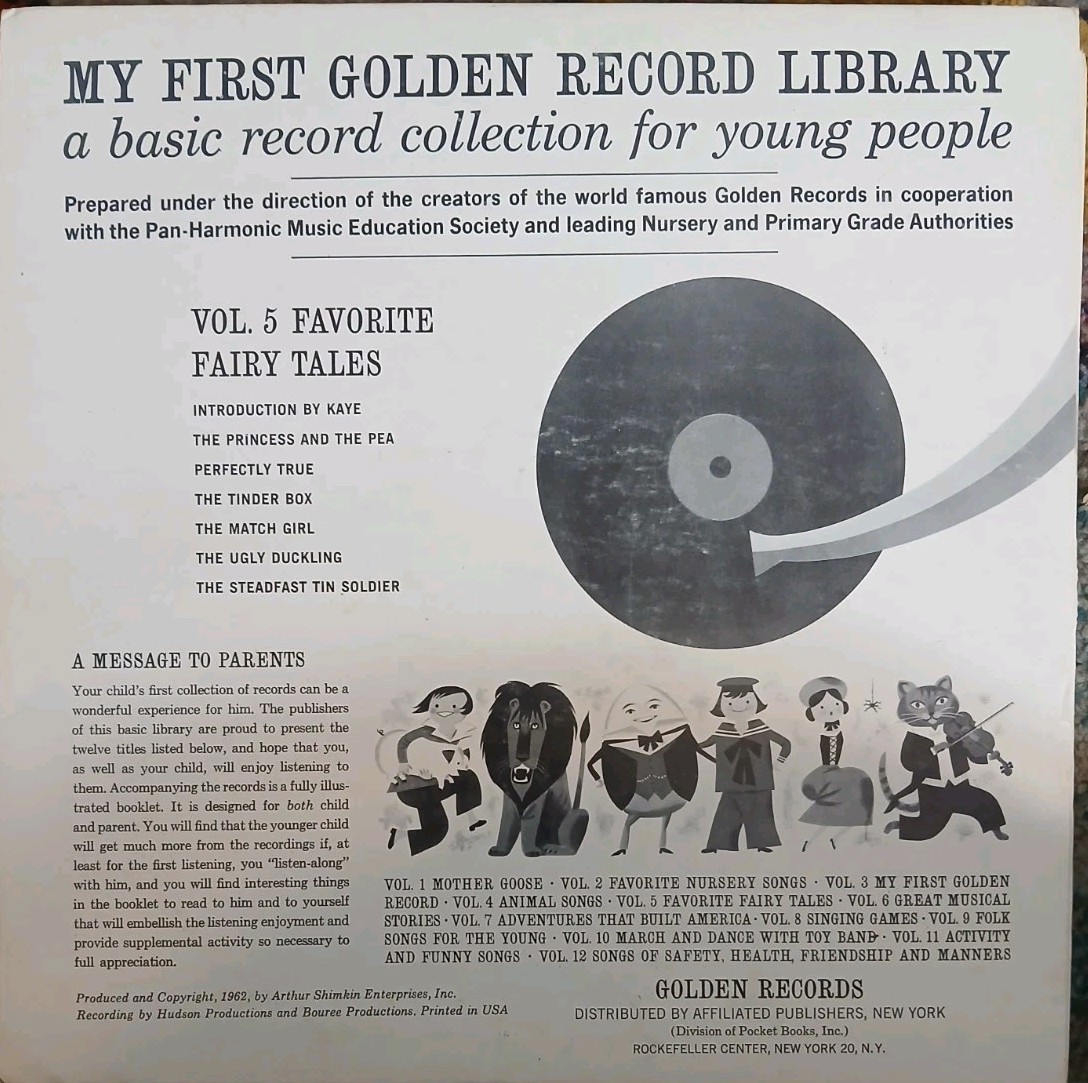 MY FIRST GOLDEN RECORD LIBRARY
a basic record collection for young people
Prepared under the direction of the creators of the world famous Golden Records in cooperation
with the Pan-Harmonic Music Education Society and leading Nursery and Primary Grade Authorities
VOL. 5 FAVORITE
FAIRY TALES
INTRODUCTION BY KAYE
THE PRINCESS AND THE PEA
PERFECTLY TRUE
THE TINDER BOX
THE MATCH GIRL
THE UGLY DUCKLING
THE STEADFAST TIN SOLDIER
A MESSAGE TO PARENTS
Your child's first collection of records can be a
wonderful experience for him. The publishers
of this basic library are proud to present the
twelve titles listed below, and hope that you,
as well as your child, will enjoy listening to
them. Accompanying the records is a fully illus-
trated booklet. It is designed for both child
and parent. You will find that the younger child
will get much more from the recordings if, at
least for the first listening, you "listen-along"
with him, and you will find interesting things
in the booklet to read to him and to yourself
that will embellish the listening enjoyment and
provide supplemental activity so necessary to
full appreciation.
VOL. 1 MOTHER GOOSE · VOL. 2 FAVORITE NURSERY SONGS · VOL. 3 MY FIRST GOLDEN
RECORD · VOL. 4 ANIMAL SONGS · VOL. 5 FAVORITE FAIRY TALES · VOL. 6 GREAT MUSICAL
STORIES · VOL. 7 ADVENTURES THAT BUILT AMERICA · VOL. 8 SINGING GAMES · VOL. 9 FOLK
SONGS FOR THE YOUNG · VOL. 10 MARCH AND DANCE WITH TOY BAND · VOL. 11 ACTIVITY
AND FUNNY SONGS · VOL. 12 SONGS OF SAFETY, HEALTH, FRIENDSHIP AND MANNERS
Produced and Copyright, 1962, by Arthur Shimkin Enterprises, Inc.
Recording by Hudson Productions and Bouree Productions. Printed in USA
GOLDEN RECORDS
DISTRIBUTED BY AFFILIATED PUBLISHERS, NEW YORK
(Division of Pocket Books, Inc.)
ROCKEFELLER CENTER, NEW YORK 20, N.Y.